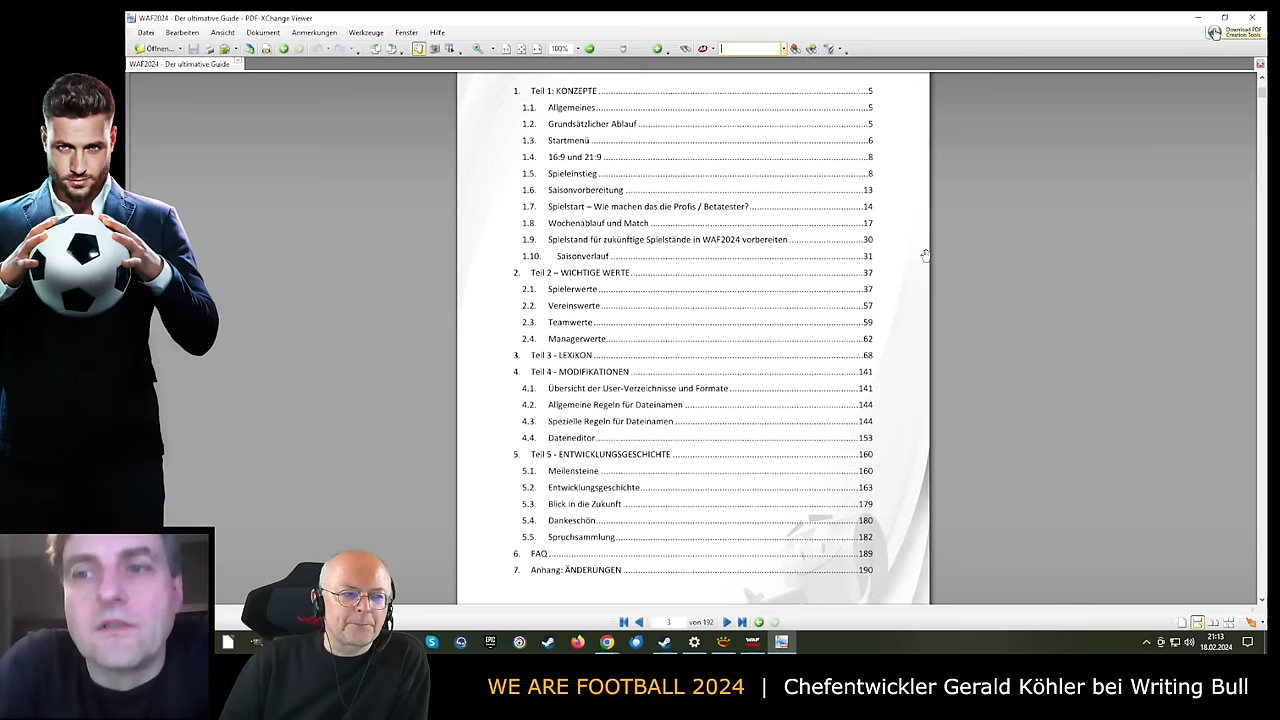 WAF2024 - Der ultimative Guide - PDF-XChange Viewer
Datei Bearbeiten Ansicht Dokument Kommentare Werkzeuge Fenster Hilfe
Download PDF
Creation Tools
Öffnen...
100%
WAF2024 - Der ultimative Guide
1. Teil 1: KONZEPTE 5
1.1. Allgemeines 5
1.2. Grundsätzlicher Ablauf 5
1.3. Startmenü 6
1.4. 16:9 und 21:9 8
1.5. Spieleinstieg 8
1.6. Saisonvorbereitung 13
1.7. Spielstart – Wie machen das die Profis / Betatester? 14
1.8. Wochenablauf und Match 17
1.9. Spielstand für zukünftige Spielstände in WAF2024 vorbereiten 30
1.10. Saisonverlauf 31
2. Teil 2 – WICHTIGE WERTE 37
2.1. Spielerwerte 37
2.2. Vereinswerte 57
2.3. Teamwerte 59
2.4. Managerwerte 62
3. Teil 3 - LEXIKON 68
4. Teil 4 - MODIFIKATIONEN 141
4.1. Übersicht der User-Verzeichnisse und Formate 141
4.2. Allgemeine Regeln für Dateinamen 144
4.3. Spezielle Regeln für Dateinamen 144
4.4. Dateneditor 153
5. Teil 5 - ENTWICKLUNGSGESCHICHTE 160
5.1. Meilensteine 160
5.2. Entwicklungsgeschichte 163
5.3. Blick in die Zukunft 179
5.4. Dankeschön 180
5.5. Spruchsammlung 182
6. FAQ 189
7. Anhang: ÄNDERUNGEN 190
3 von 192
EPIC
WAF
21:13
18.02.2024
WE ARE FOOTBALL 2024 | Chefentwickler Gerald Köhler bei Writing Bull